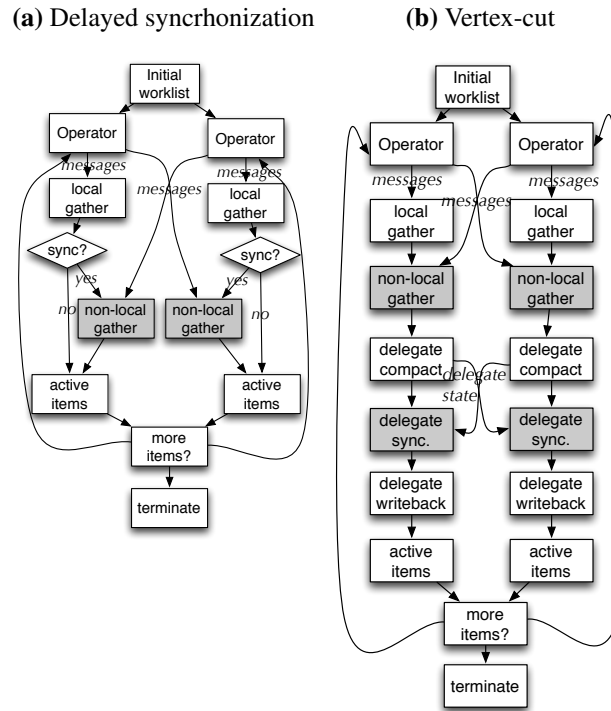 (a) Delayed syncrhonization
Initial
worklist
Operator
Operator
messages
messages
messages
local
gather
local
gather
sync?
sync?
yes
yes
no
no
non-local
gather
non-local
gather
active
items
active
items
more
items?
terminate
(b) Vertex-cut
Initial
worklist
Operator
Operator
messages
messages
messages
local
gather
local
gather
non-local
gather
non-local
gather
delegate
compact
delegate
compact
delegate
state
delegate
sync.
delegate
sync.
delegate
writeback
delegate
writeback
active
items
active
items
more
items?
terminate